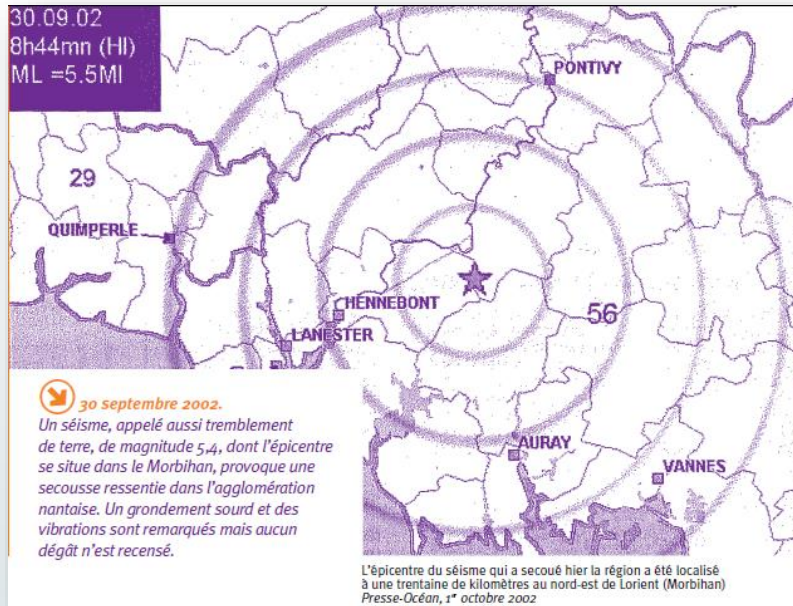 30.09.02
8h44mn (HI)
ML =5.5MI
PONTIVY
29
QUIMPERLE
HENNEBONT
LANESTER
56
AURAY
VANNES
30 septembre 2002.
Un séisme, appelé aussi tremblement
de terre, de magnitude 5,4, dont l'épicentre
se situe dans le Morbihan, provoque une
secousse ressentie dans l'agglomération
nantaise. Un grondement sourd et des
vibrations sont remarqués mais aucun
dégât n'est recensé.
L'épicentre du séisme qui a secoué hier la région a été localisé
à une trentaine de kilomètres au nord-est de Lorient (Morbihan)
Presse-Océan, 1er octobre 2002